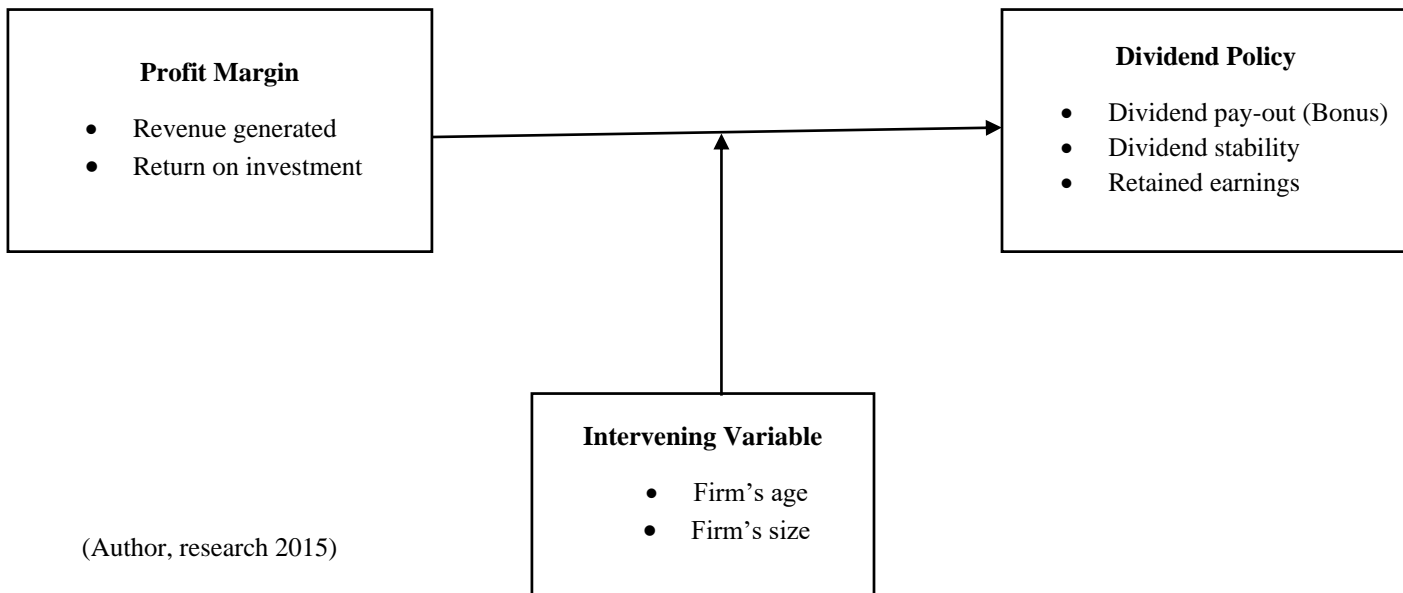 Profit Margin
• Revenue generated
• Return on investment
Dividend Policy
• Dividend pay-out (Bonus)
• Dividend stability
• Retained earnings
Intervening Variable
• Firm’s age
• Firm’s size
(Author, research 2015)